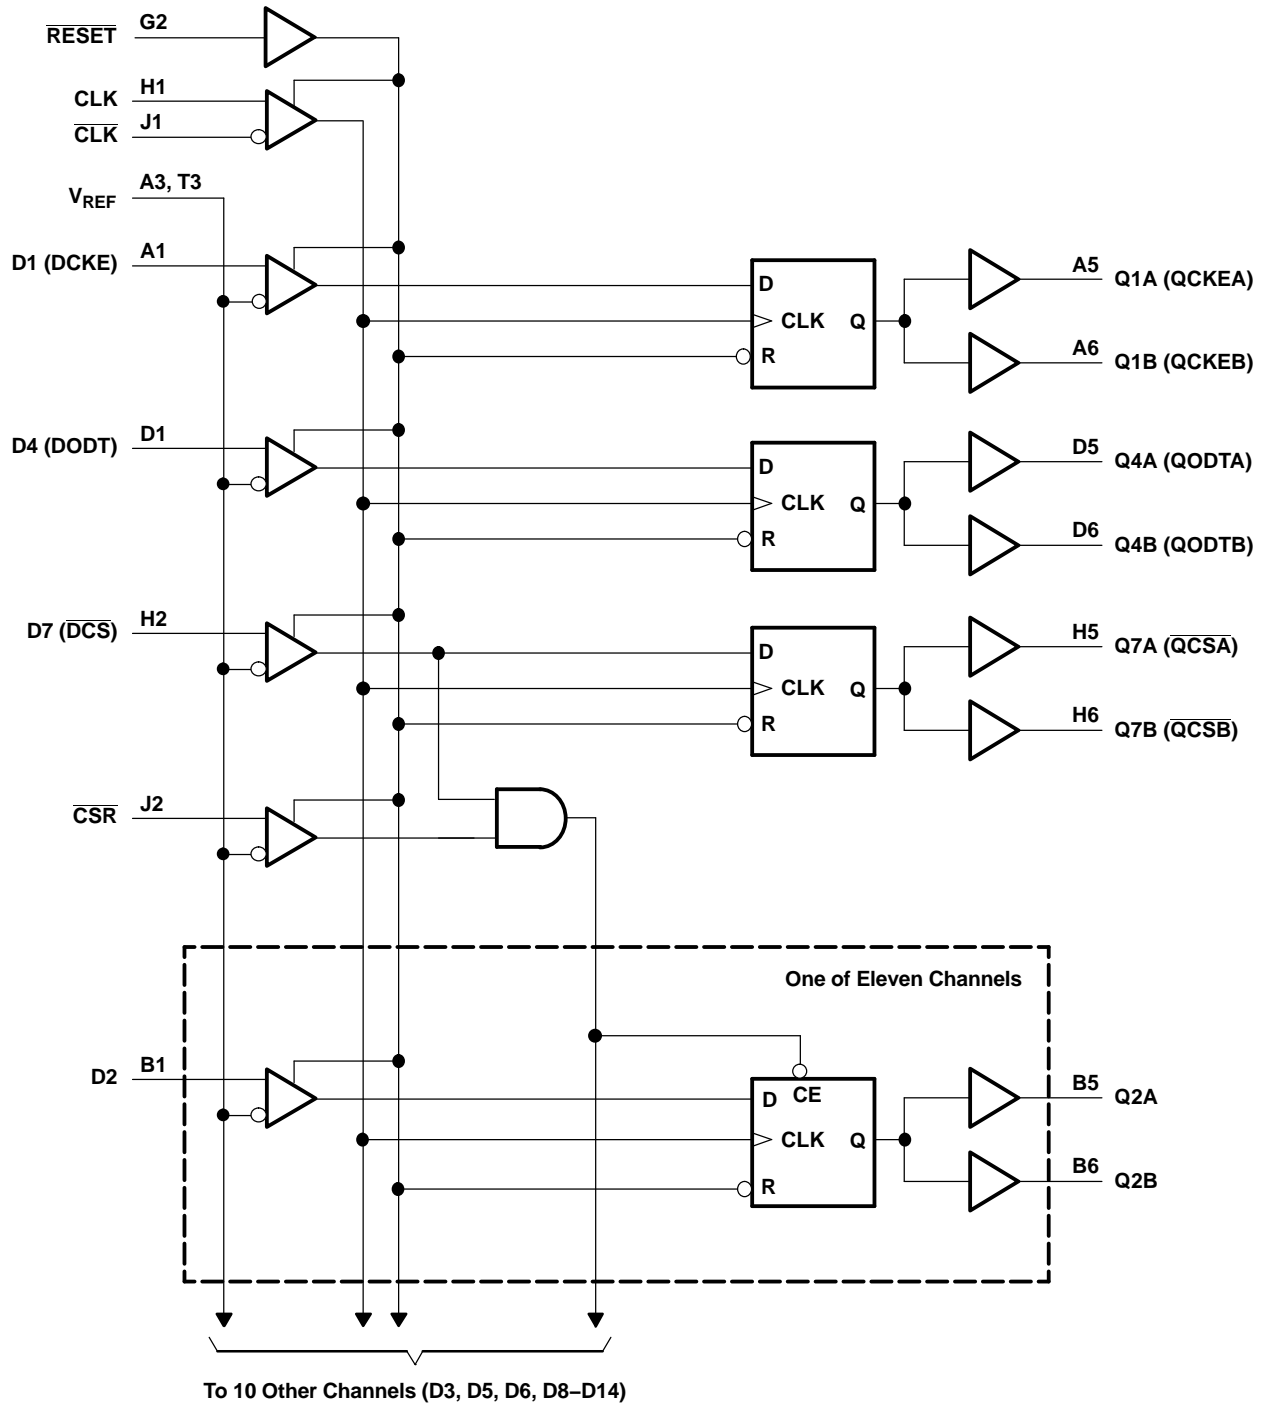 RESET G2
CLK H1
CLK J1
VREF A3, T3
D1 (DCKE) A1
D
CLK Q
R
A5 Q1A (QCKEA)
A6 Q1B (QCKEB)
D4 (DODT) D1
D
CLK Q
R
D5 Q4A (QODTA)
D6 Q4B (QODTB)
D7 (DCS) H2
D
CLK Q
R
H5 Q7A (QCSA)
H6 Q7B (QCSB)
CSR J2
One of Eleven Channels
D2 B1
D CE
CLK Q
R
B5 Q2A
B6 Q2B
To 10 Other Channels (D3, D5, D6, D8–D14)